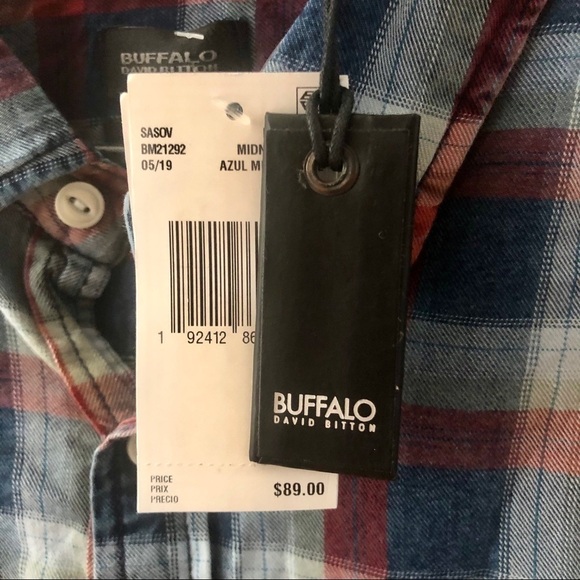 BUFFALO
DAVID BITTON
SASOV
BM21292
05/19
MIDN
AZUL M
1 92412 86
BUFFALO
DAVID BITTON
PRICE
PRIX
PRECIO
$89.00